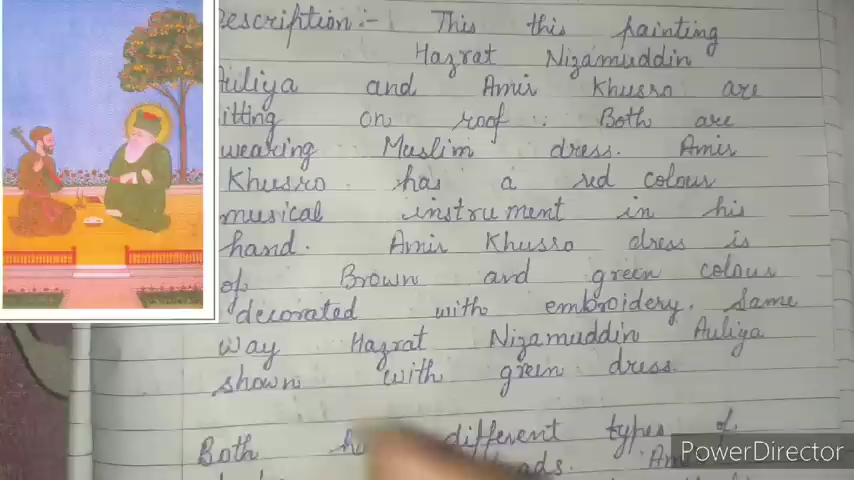 Description :- This this painting
Hazrat Nizamuddin
Auliya and Amir Khusro are
sitting on roof. Both are
wearing Muslim dress. Amir
Khusro has a red colour
musical instrument in his
hand. Amir Khusro dress is
of Brown and green colour
decorated with embroidery. Same
way Hazrat Nizamuddin Auliya
shown with green dress.
Both different types of
PowerDirector